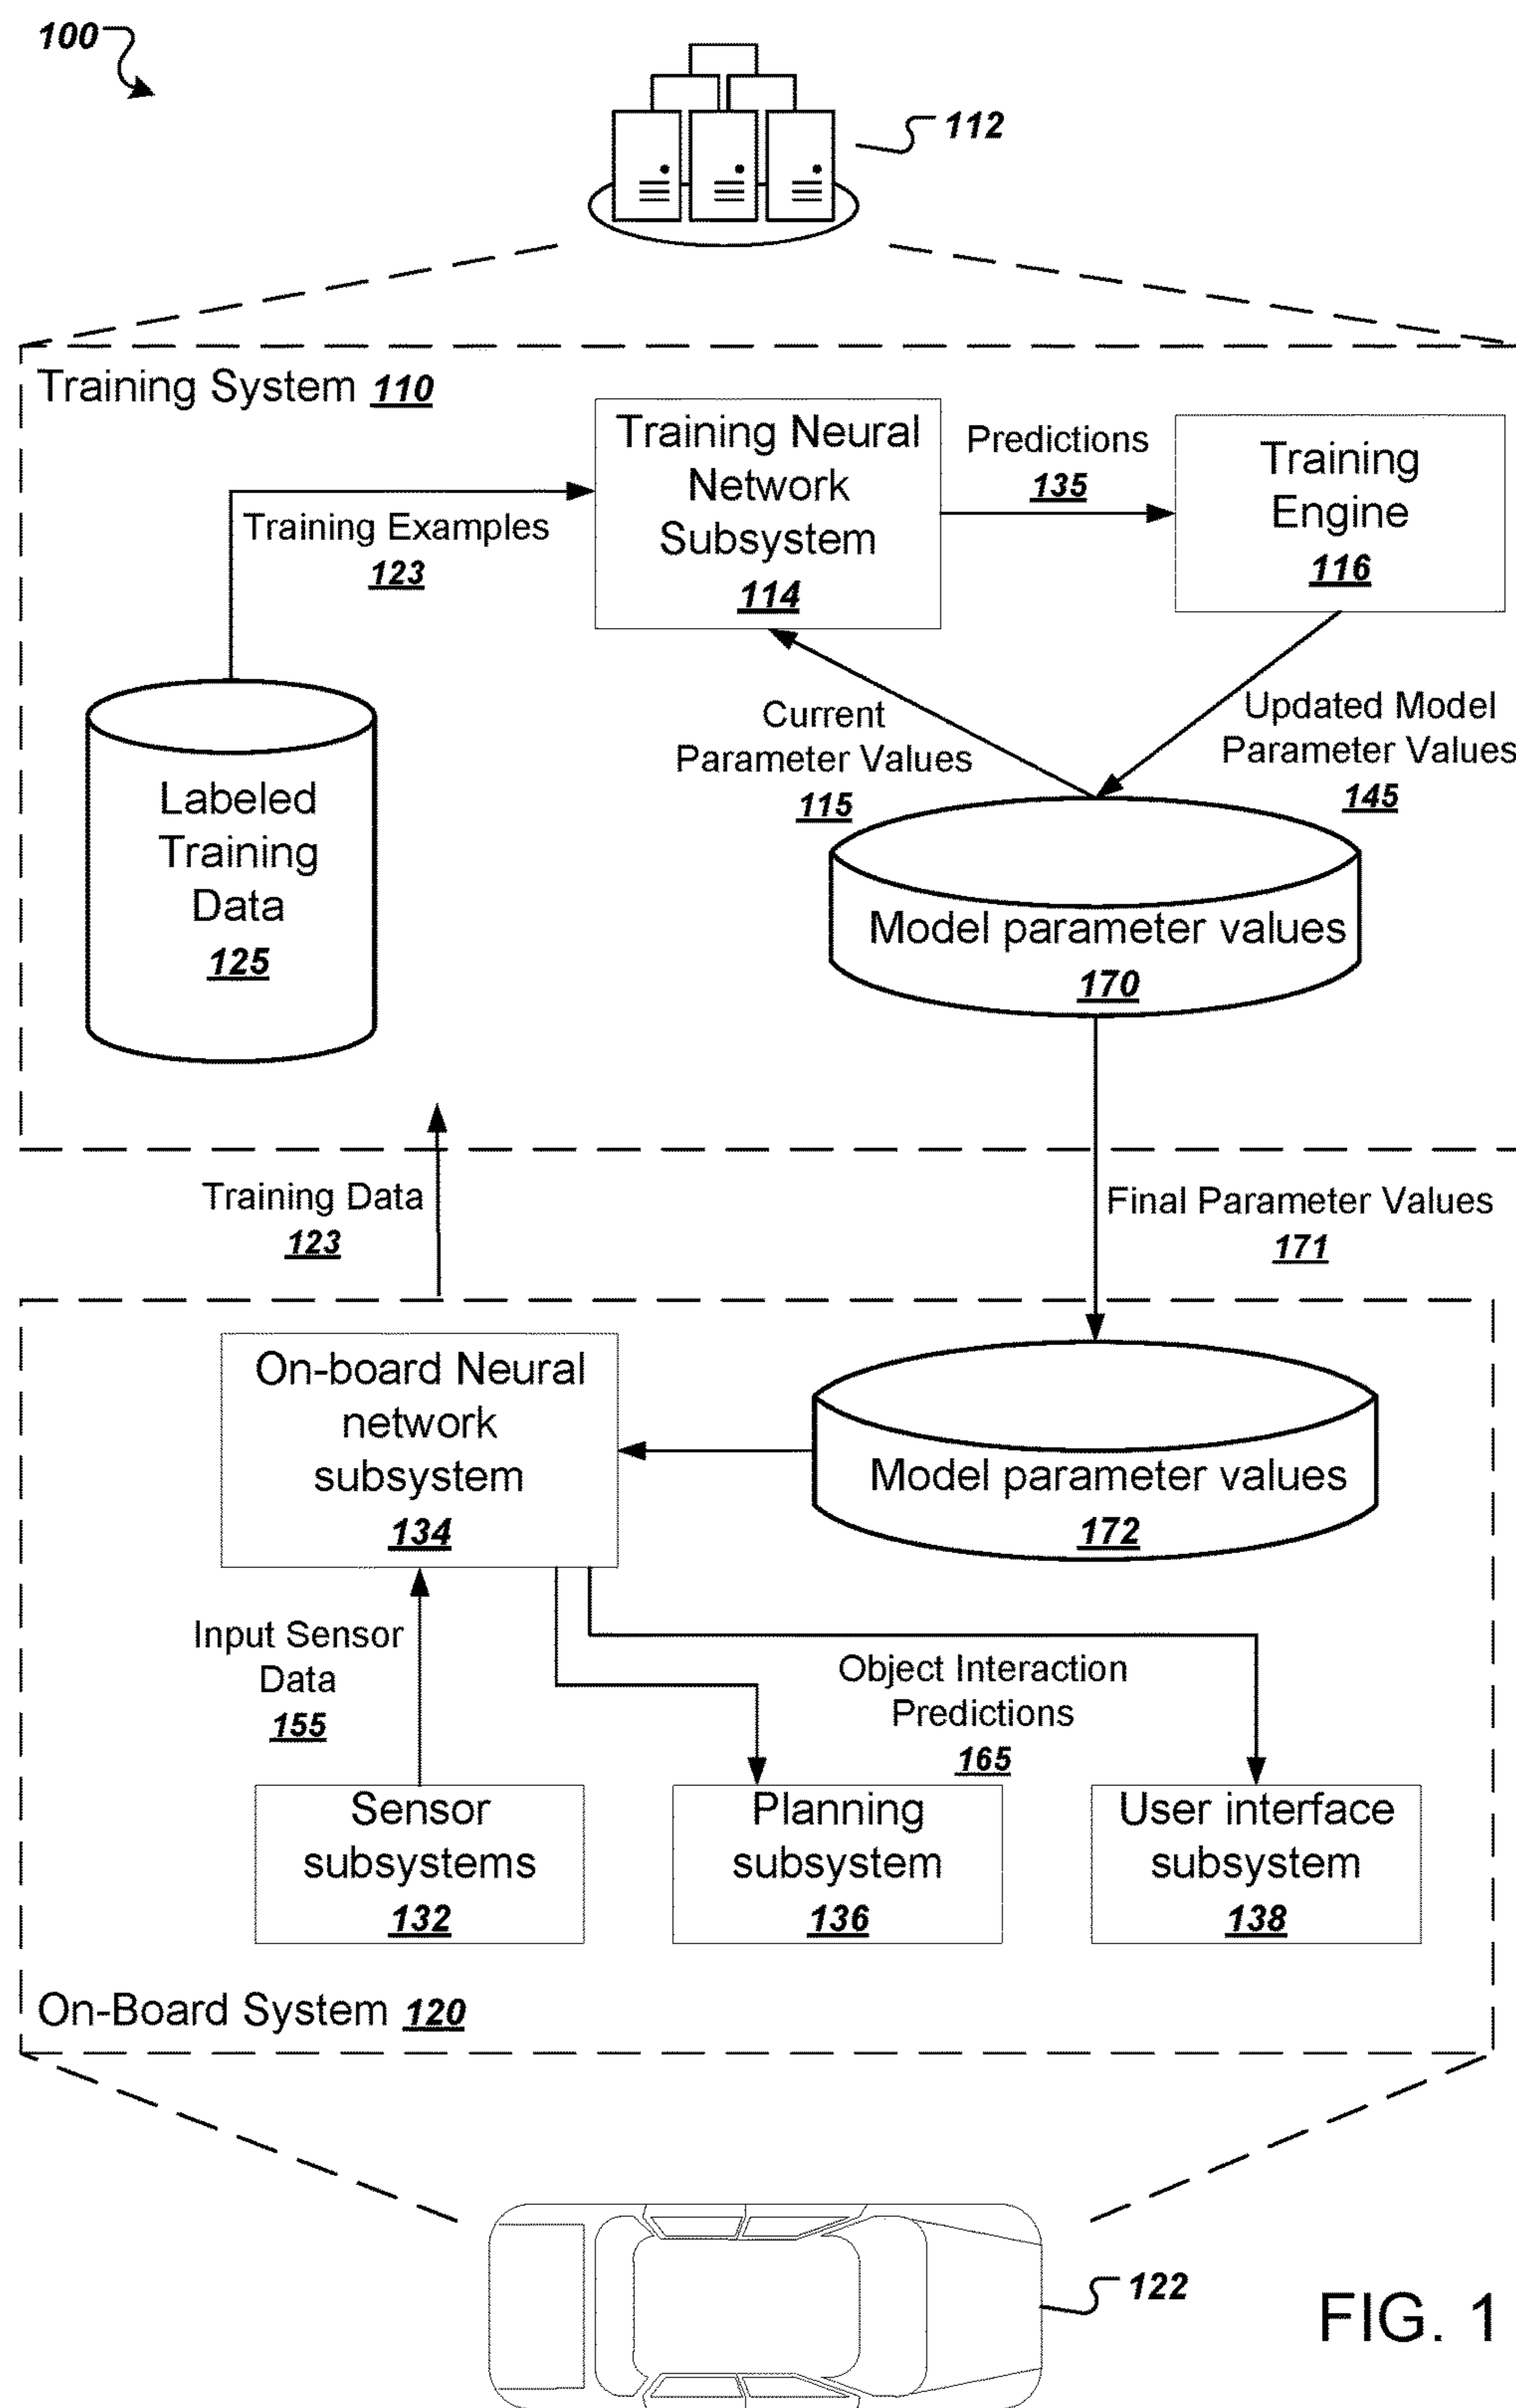 100
112
Training System 110
Training Neural
Network
Subsystem
114
Predictions
135
Training
Engine
116
Training Examples
123
Labeled
Training
Data
125
Current
Parameter Values
115
Updated Model
Parameter Values
145
Model parameter values
170
Training Data
123
Final Parameter Values
171
On-board Neural
network
subsystem
134
Model parameter values
172
Input Sensor
Data
155
Object Interaction
Predictions
165
Sensor
subsystems
132
Planning
subsystem
136
User interface
subsystem
138
On-Board System 120
122
FIG. 1